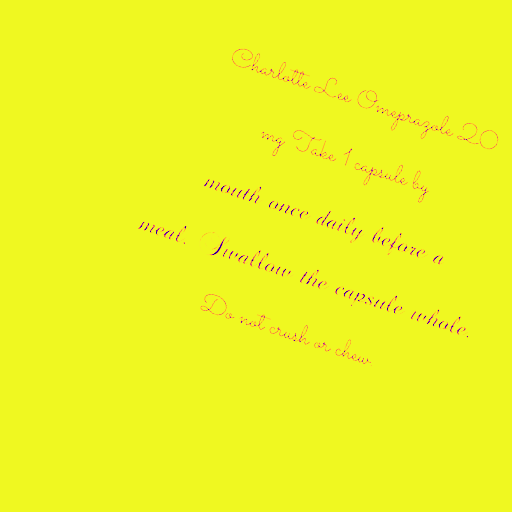 Charlotte Lee Omeprazole 20
mg Take 1 capsule by
mouth once daily before a
meal. Swallow the capsule whole.
Do not crush or chew